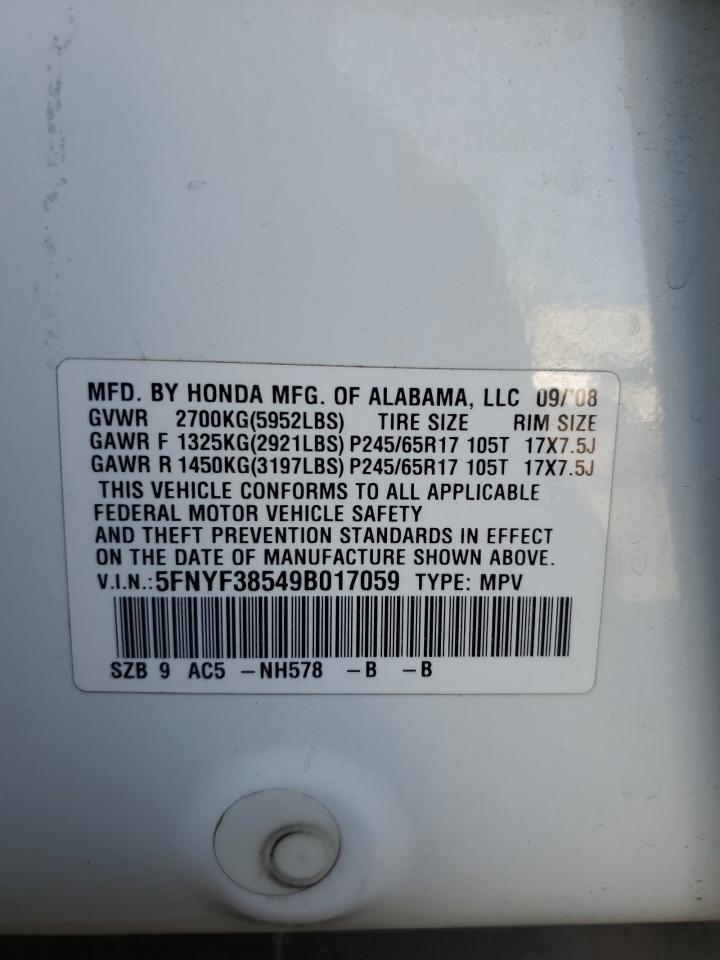 MFD. BY HONDA MFG. OF ALABAMA, LLC 09/'08
GVWR 2700KG(5952LBS) TIRE SIZE RIM SIZE
GAWR F 1325KG(2921LBS) P245/65R17 105T 17X7.5J
GAWR R 1450KG(3197LBS) P245/65R17 105T 17X7.5J
THIS VEHICLE CONFORMS TO ALL APPLICABLE
FEDERAL MOTOR VEHICLE SAFETY
AND THEFT PREVENTION STANDARDS IN EFFECT
ON THE DATE OF MANUFACTURE SHOWN ABOVE.
V.I.N.: 5FNYF38549B017059 TYPE: MPV
SZB 9 AC5 -NH578 -B -B